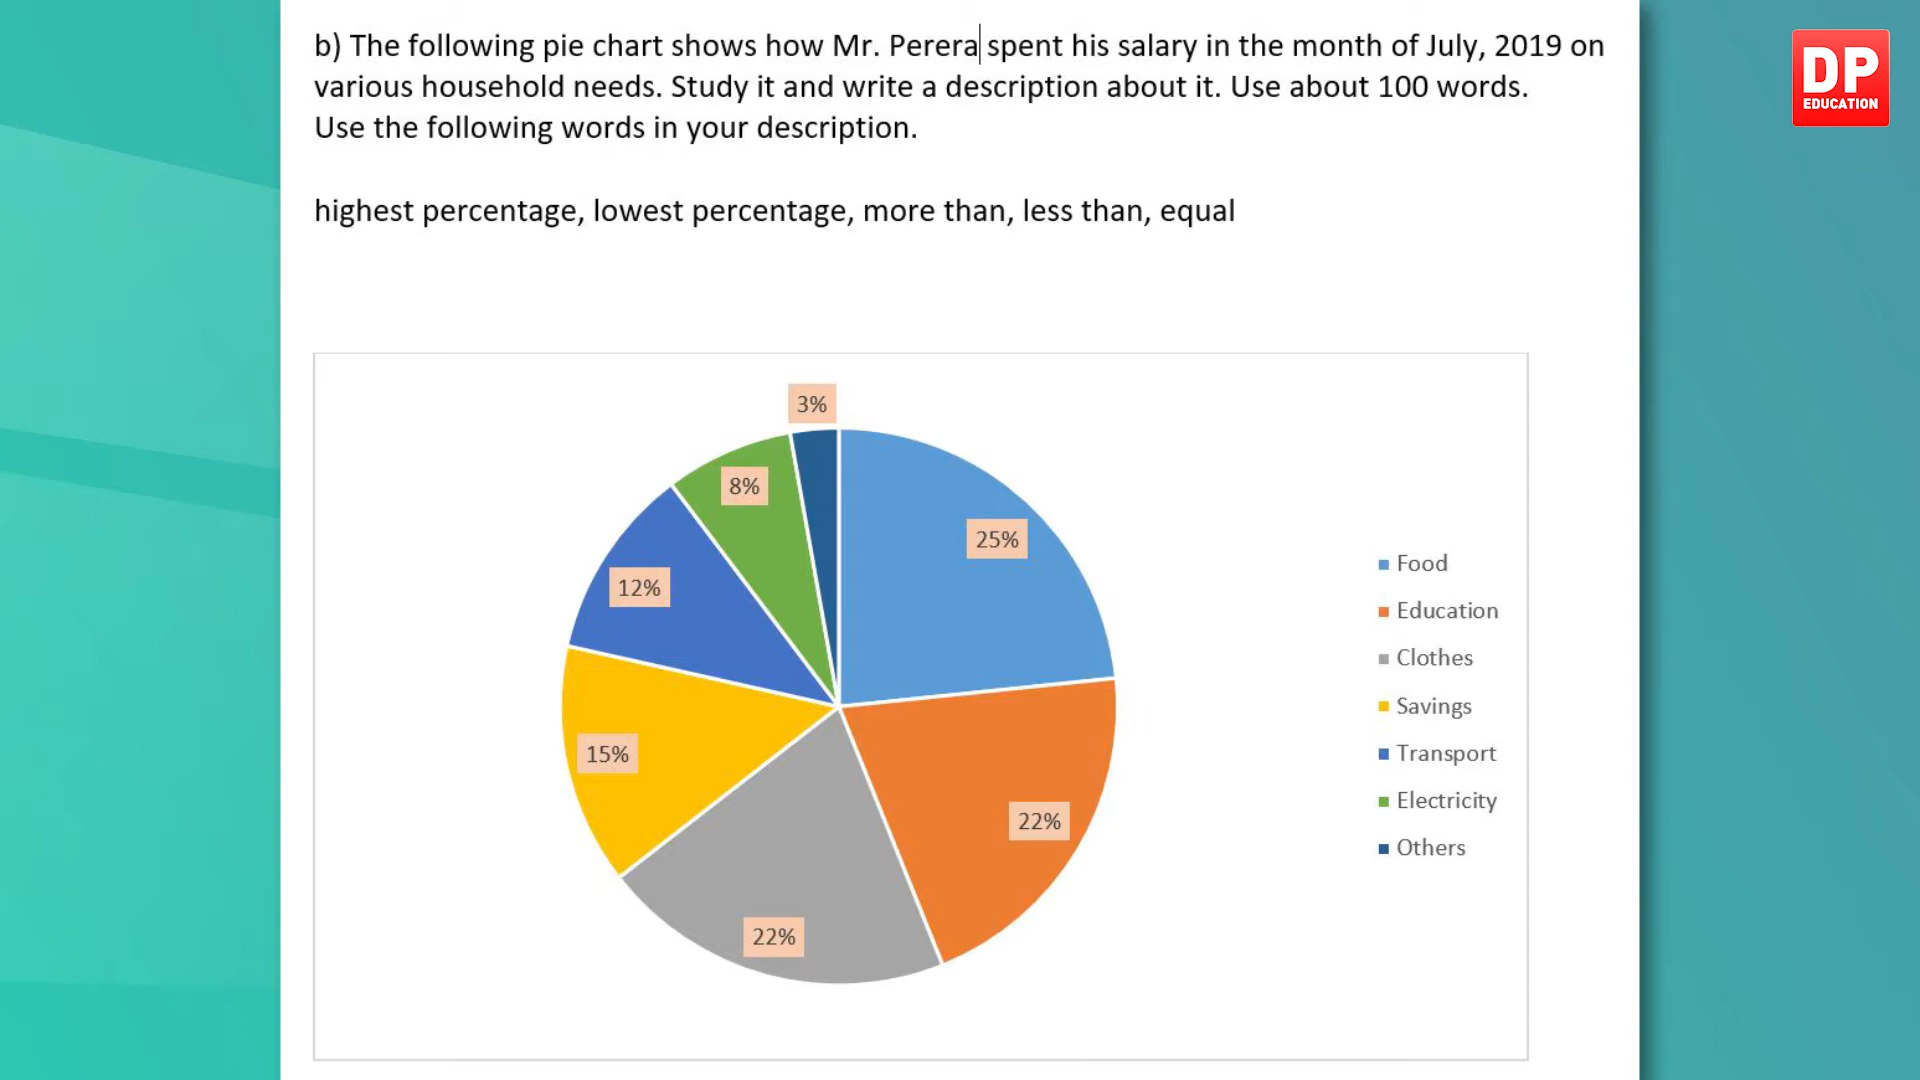 b) The following pie chart shows how Mr. Perera spent his salary in the month of July, 2019 on
various household needs. Study it and write a description about it. Use about 100 words.
Use the following words in your description.
highest percentage, lowest percentage, more than, less than, equal
DP
EDUCATION
3%
8%
25%
12%
15%
22%
22%
Food
Education
Clothes
Savings
Transport
Electricity
Others